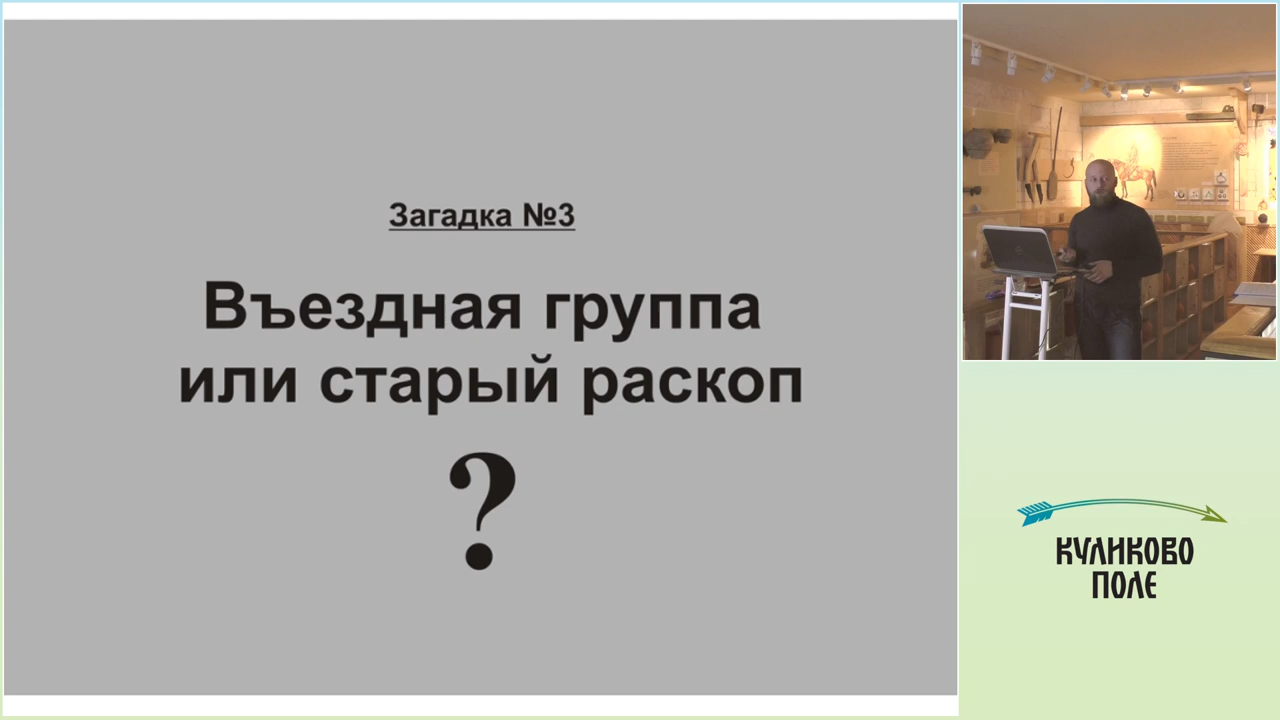 Загадка №3
Въездная группа
или старый раскоп
?
КУЛИКОВО
ПОЛЕ